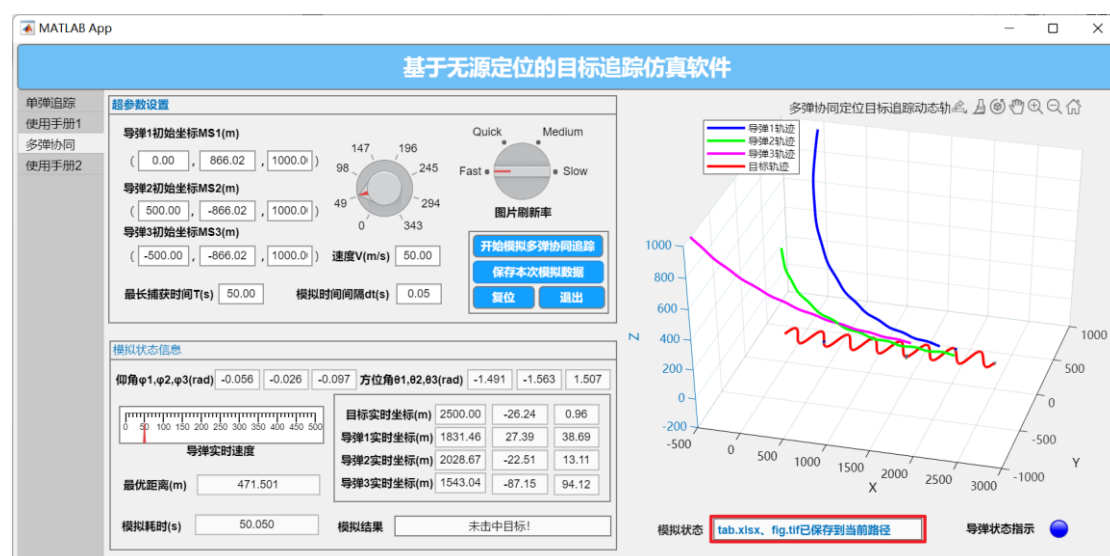 MATLAB App
基于无源定位的目标追踪仿真软件
单弹追踪
使用手册1
多弹协同
使用手册2
超参数设置
导弹1初始坐标MS1(m)
( 0.00 , 866.02 , 1000.0( )
导弹2初始坐标MS2(m)
( 500.00 , -866.02 , 1000.0( )
导弹3初始坐标MS3(m)
( -500.00 , -866.02 , 1000.0( )
0 49 98 147 196 245 294 343
速度V(m/s) 50.00
最长捕获时间T(s) 50.00
模拟时间间隔dt(s) 0.05
Quick Medium
Fast Slow
图片刷新率
开始模拟多弹协同追踪
保存本次模拟数据
复位 退出
模拟状态信息
仰角φ1,φ2,φ3(rad) -0.056 -0.026 -0.097 方位角θ1,θ2,θ3(rad) -1.491 -1.563 1.507
0 50 100 150 200 250 300 350 400 450 500
导弹实时速度
最优距离(m) 471.501
目标实时坐标(m) 2500.00 -26.24 0.96
导弹1实时坐标(m) 1831.46 27.39 38.69
导弹2实时坐标(m) 2028.67 -22.51 13.11
导弹3实时坐标(m) 1543.04 -87.15 94.12
模拟耗时(s) 50.050
模拟结果 未击中目标!
多弹协同定位目标追踪动态轨
导弹1轨迹
导弹2轨迹
导弹3轨迹
目标轨迹
1000
800
600
400
200
0
-200
Z
-500 0 500 1000 1500 2000 2500 3000
X
1000
500
0
-500
-1000
Y
模拟状态 tab.xlsx、fig.tif已保存到当前路径
导弹状态指示